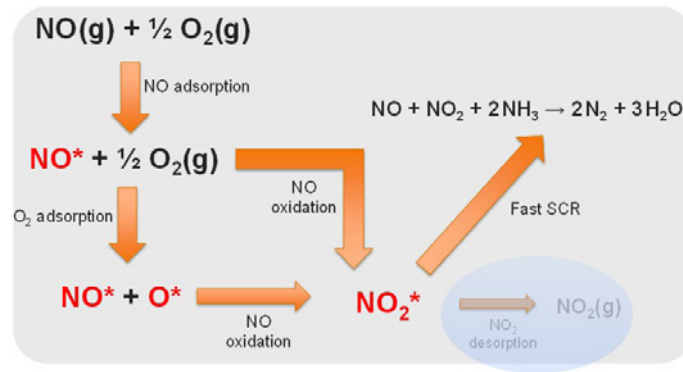 NO(g) + ½ O₂(g)
NO adsorption
NO + NO₂ + 2NH₃ → 2N₂ + 3H₂O
NO* + ½ O₂(g)
NO
oxidation
O₂ adsorption
Fast SCR
NO* + O*
NO
oxidation
NO₂*
NO₂
desorption
NO₂(g)